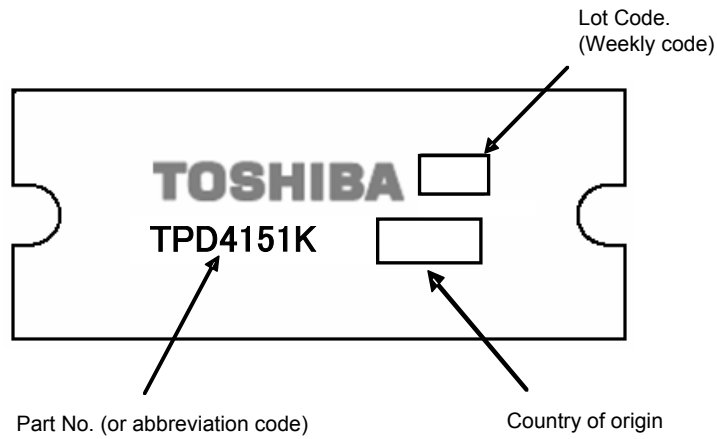 Lot Code.
(Weekly code)
TOSHIBA
TPD4151K
Part No. (or abbreviation code)
Country of origin